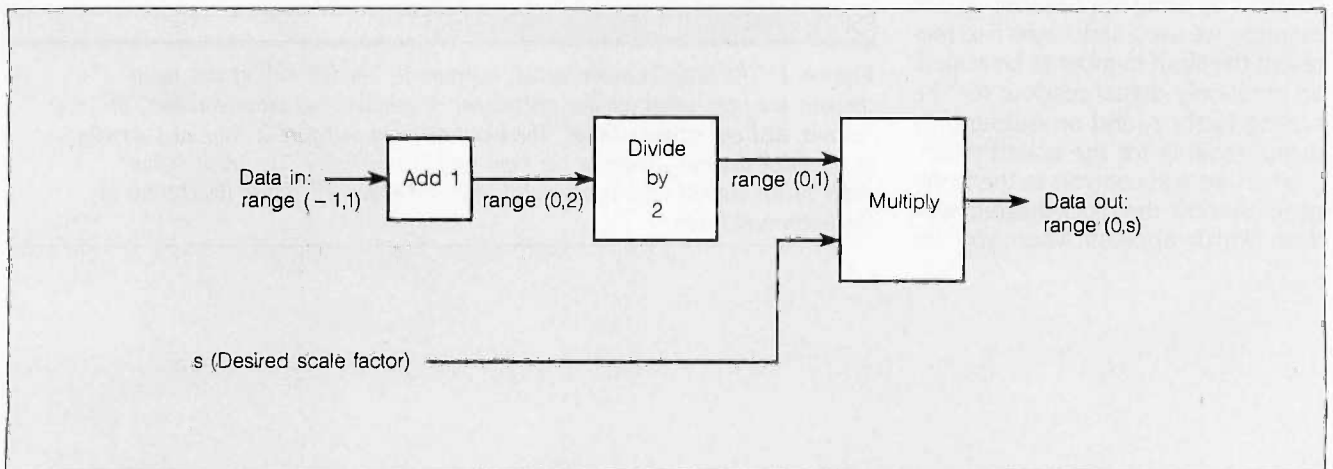 Data in:
range (-1,1)
Add 1
range (0,2)
Divide
by
2
range (0,1)
Multiply
Data out:
range (0,s)
s (Desired scale factor)